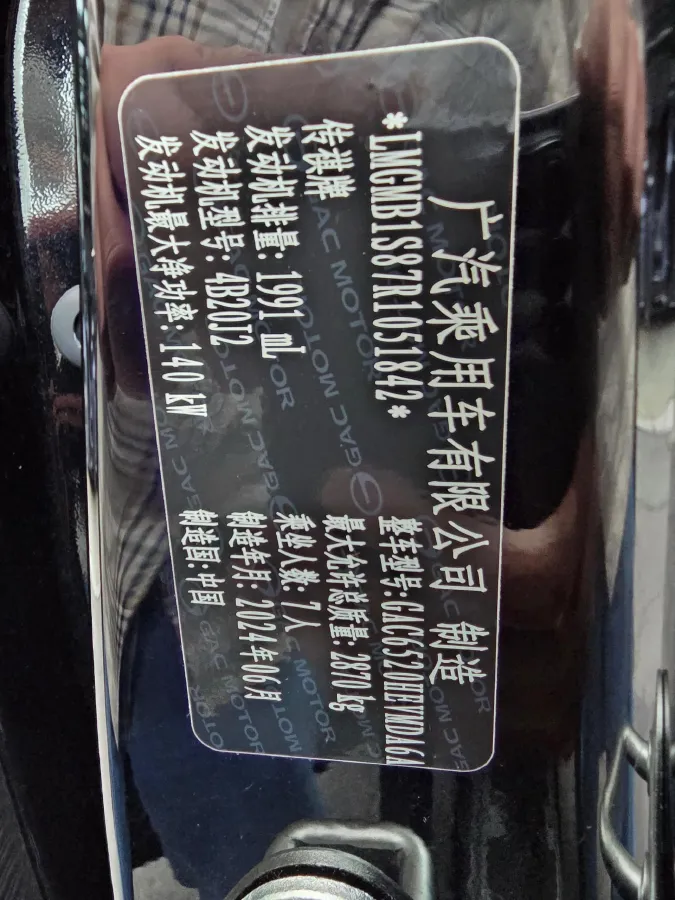 广汽乘用车有限公司 制造
*LMGMB1S87R1051842* 整车型号: GAC6520HEVMDA6A
传祺牌 最大允许总质量: 2870 kg
发动机排量: 1991 mL 乘坐人数: 7人
发动机型号: 4B20J2 制造年月: 2024年06月
发动机最大净功率: 140 kW 制造国: 中国
GAC MOTOR